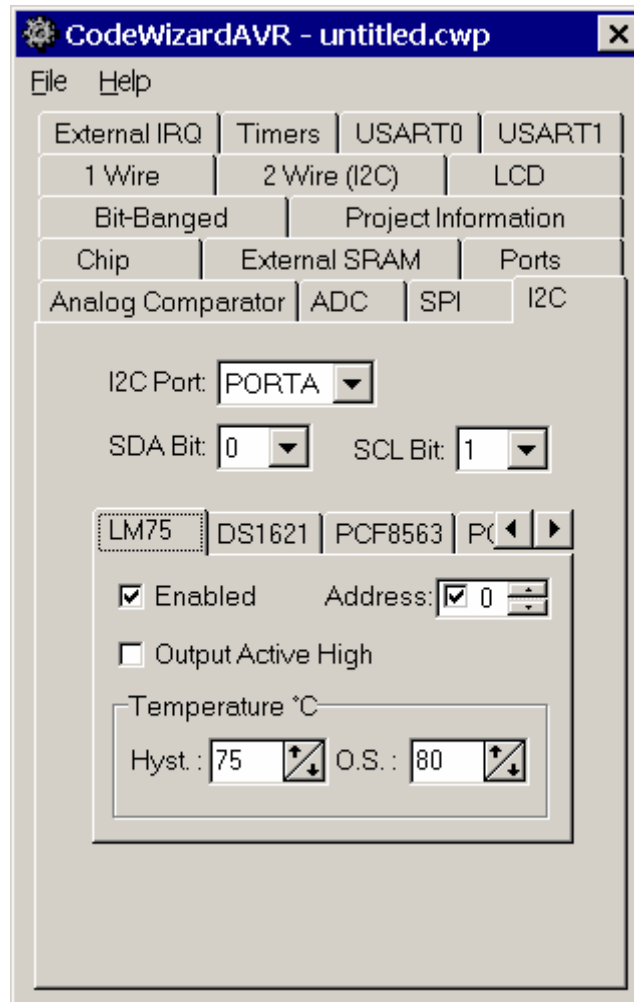 CodeWizardAVR - untitled.cwp
File Help
External IRQ Timers USART0 USART1
1 Wire 2 Wire (I2C) LCD
Bit-Banged Project Information
Chip External SRAM Ports
Analog Comparator ADC SPI I2C
I2C Port: PORTA
SDA Bit: 0 SCL Bit: 1
LM75 DS1621 PCF8563
Enabled Address: 0
Output Active High
Temperature °C
Hyst. : 75 O.S. : 80